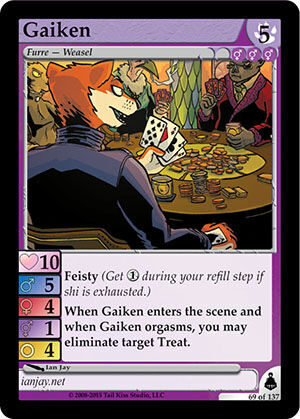 Gaiken
5
Furre — Weasel
10
5
4
1
4
Feisty (Get 1 during your refill step if
shi is exhausted.)
When Gaiken enters the scene and
when Gaiken orgasms, you may
eliminate target Treat.
Ian Jay
ianjay.net
© 2008-2015 Tail Kiss Studio, LLC
69 of 137